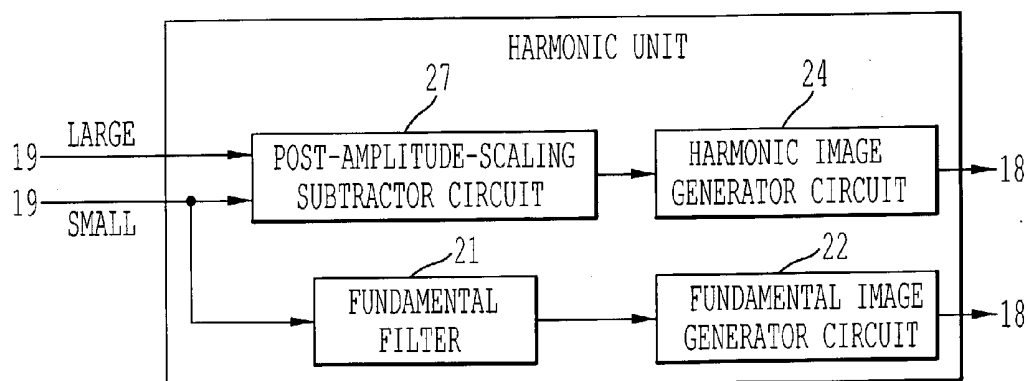 HARMONIC UNIT
27
24
LARGE
19
POST-AMPLITUDE-SCALING
SUBTRACTOR CIRCUIT
HARMONIC IMAGE
GENERATOR CIRCUIT
18
19
SMALL
21
22
FUNDAMENTAL
FILTER
FUNDAMENTAL IMAGE
GENERATOR CIRCUIT
18